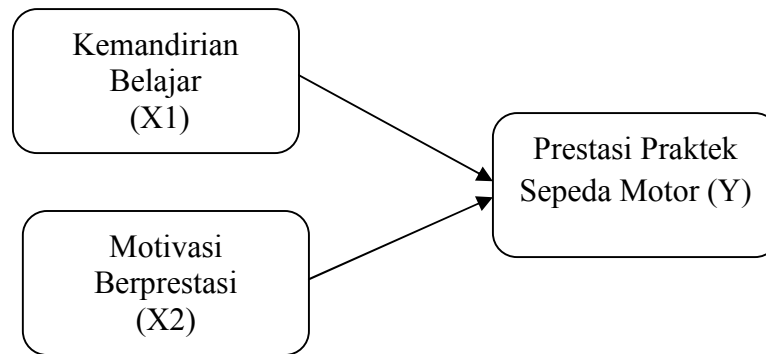 Kemandirian
Belajar
(X1)
Prestasi Praktek
Sepeda Motor (Y)
Motivasi
Berprestasi
(X2)